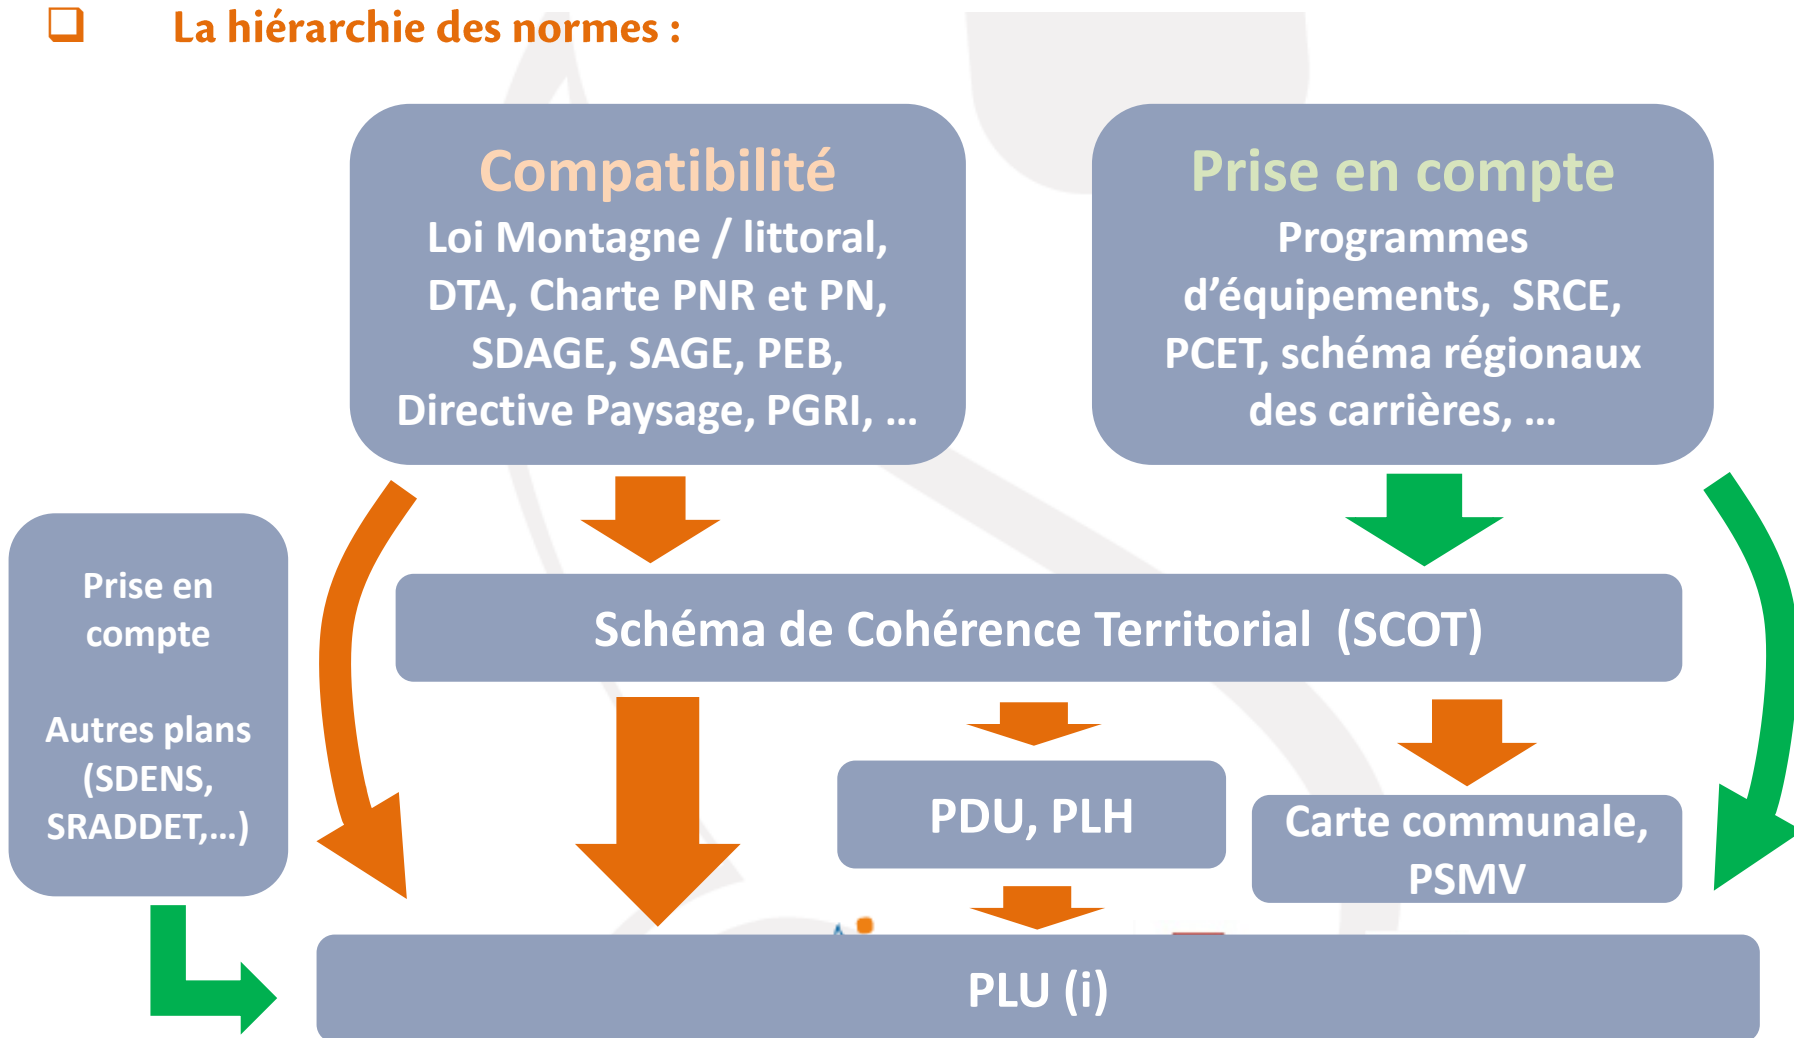 La hiérarchie des normes :
Compatibilité
Loi Montagne / littoral,
DTA, Charte PNR et PN,
SDAGE, SAGE, PEB,
Directive Paysage, PGRI, ...
Prise en compte
Programmes
d’équipements,  SRCE,
PCET, schéma régionaux
des carrières, ...
Prise en
compte
Autres plans
(SDENS,
SRADDET,...)
Schéma de Cohérence Territorial  (SCOT)
PDU, PLH
Carte communale,
PSMV
PLU (i)